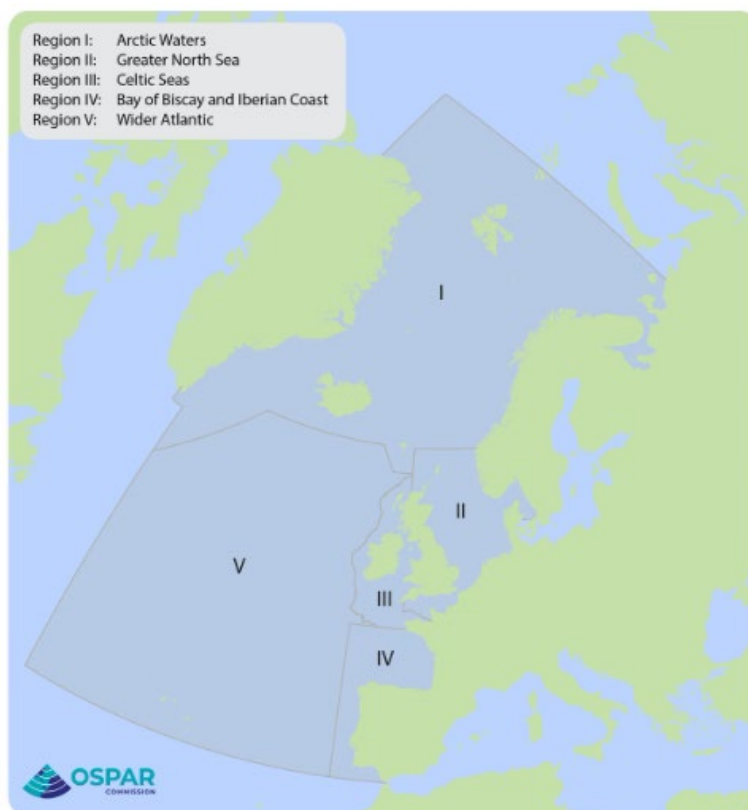 Region I: Arctic Waters
Region II: Greater North Sea
Region III: Celtic Seas
Region IV: Bay of Biscay and Iberian Coast
Region V: Wider Atlantic
I
II
V
III
IV
OSPAR
COMMISSION